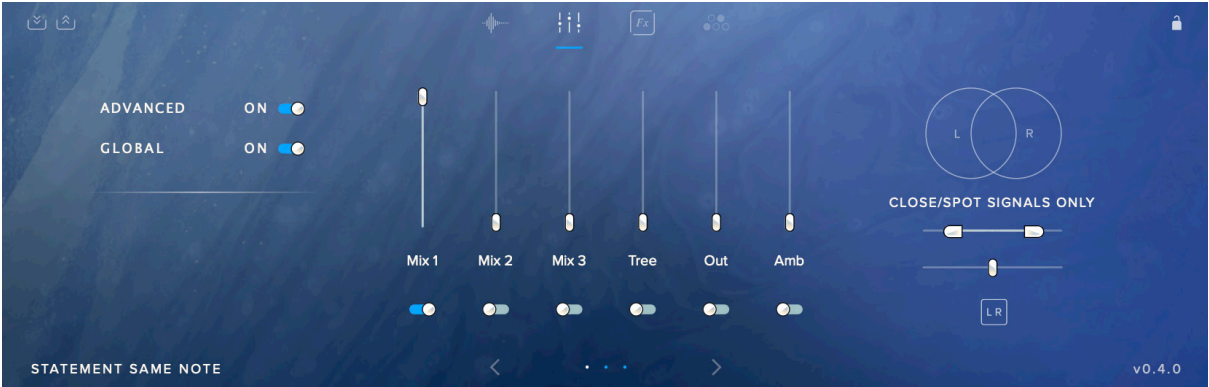 Fx
ADVANCED ON
GLOBAL ON
L R
CLOSE/SPOT SIGNALS ONLY
Mix 1 Mix 2 Mix 3 Tree Out Amb
L R
STATEMENT SAME NOTE
v0.4.0